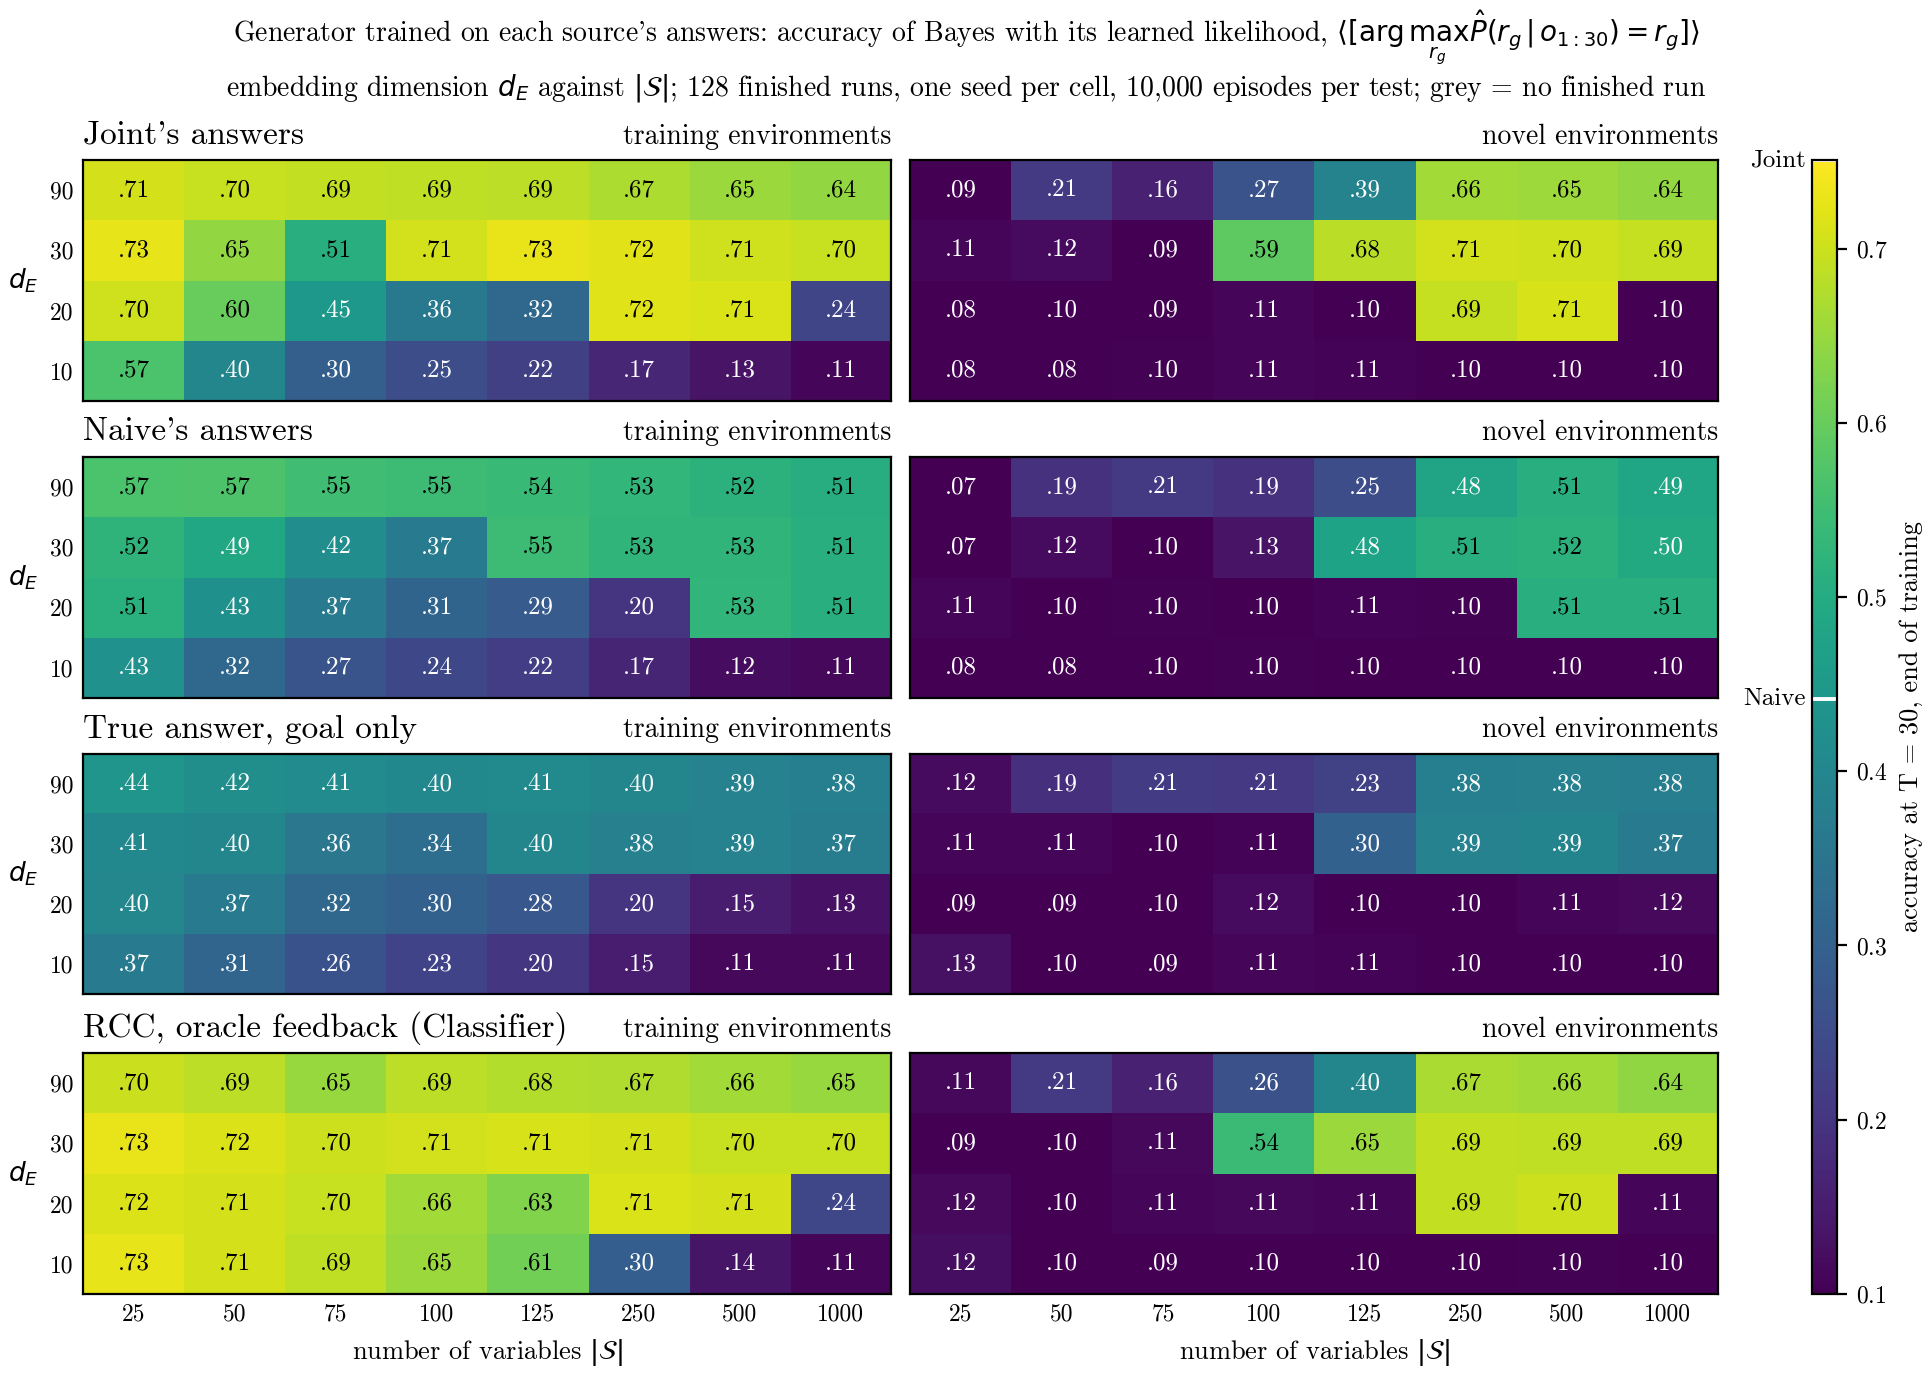 Generator trained on each source's answers: accuracy of Bayes with its learned likelihood, ⟨[arg max_{r_g} P̂(r_g | o_{1:30}) = r_g]⟩
embedding dimension d_E against |𝒮|; 128 finished runs, one seed per cell, 10,000 episodes per test; grey = no finished run
Joint's answers training environments novel environments
90 .71 .70 .69 .69 .69 .67 .65 .64 .09 .21 .16 .27 .39 .66 .65 .64
30 .73 .65 .51 .71 .73 .72 .71 .70 .11 .12 .09 .59 .68 .71 .70 .69
d_E
20 .70 .60 .45 .36 .32 .72 .71 .24 .08 .10 .09 .11 .10 .69 .71 .10
10 .57 .40 .30 .25 .22 .17 .13 .11 .08 .08 .10 .11 .11 .10 .10 .10
Naive's answers training environments novel environments
90 .57 .57 .55 .55 .54 .53 .52 .51 .07 .19 .21 .19 .25 .48 .51 .49
30 .52 .49 .42 .37 .55 .53 .53 .51 .07 .12 .10 .13 .48 .51 .52 .50
d_E
20 .51 .43 .37 .31 .29 .20 .53 .51 .11 .10 .10 .10 .11 .10 .51 .51
10 .43 .32 .27 .24 .22 .17 .12 .11 .08 .08 .10 .10 .10 .10 .10 .10
True answer, goal only training environments novel environments
90 .44 .42 .41 .40 .41 .40 .39 .38 .12 .19 .21 .21 .23 .38 .38 .38
30 .41 .40 .36 .34 .40 .38 .39 .37 .11 .11 .10 .11 .30 .39 .39 .37
d_E
20 .40 .37 .32 .30 .28 .20 .15 .13 .09 .09 .10 .12 .10 .10 .11 .12
10 .37 .31 .26 .23 .20 .15 .11 .11 .13 .10 .09 .11 .11 .10 .10 .10
RCC, oracle feedback (Classifier) training environments novel environments
90 .70 .69 .65 .69 .68 .67 .66 .65 .11 .21 .16 .26 .40 .67 .66 .64
30 .73 .72 .70 .71 .71 .71 .70 .70 .09 .10 .11 .54 .65 .69 .69 .69
d_E
20 .72 .71 .70 .66 .63 .71 .71 .24 .12 .10 .11 .11 .11 .69 .70 .11
10 .73 .71 .69 .65 .61 .30 .14 .11 .12 .10 .09 .10 .10 .10 .10 .10
25 50 75 100 125 250 500 1000 25 50 75 100 125 250 500 1000
number of variables |𝒮| number of variables |𝒮|
Joint
Naive
0.7
0.6
0.5
0.4
0.3
0.2
0.1
accuracy at T = 30, end of training